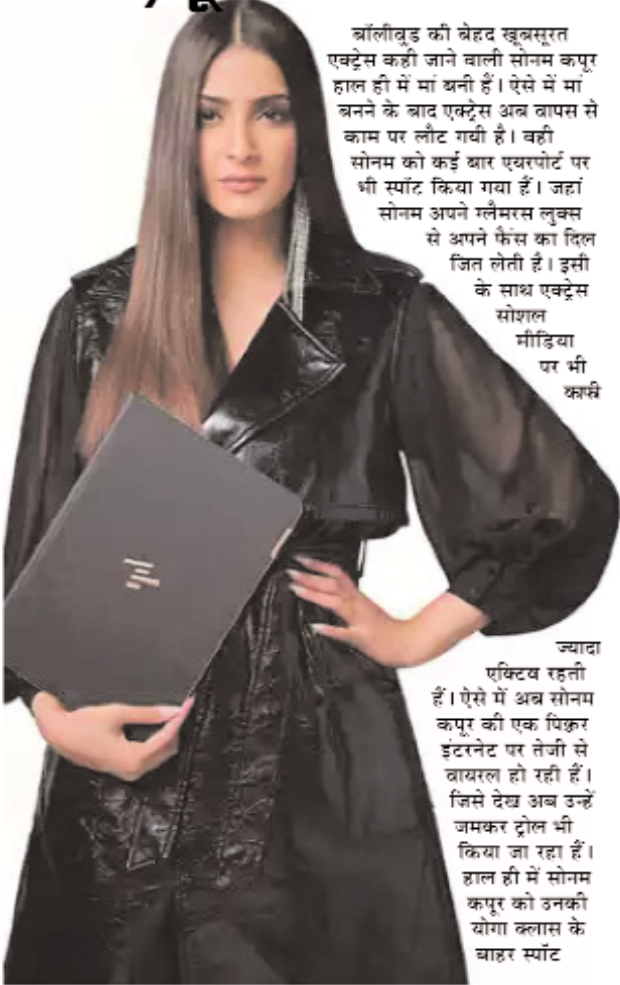 बॉलीवुड की बेहद खूबसूरत
एक्ट्रेस कही जाने वाली सोनम कपूर
हाल ही में मां बनी हैं। ऐसे में मां
बनने के बाद एक्ट्रेस अब वापस से
काम पर लौट गयी है। वही
सोनम को कई बार एयरपोर्ट पर
भी स्पॉट किया गया हैं। जहां
सोनम अपने ग्लैमरस लुक्स
से अपने फैंस का दिल
जित लेती है। इसी
के साथ एक्ट्रेस
सोशल
मीडिया
पर भी
काफी
ज्यादा
एक्टिव रहती
हैं। ऐसे में अब सोनम
कपूर की एक पिक्चर
इंटरनेट पर तेजी से
वायरल हो रही हैं।
जिसे देख अब उन्हें
जमकर ट्रोल भी
किया जा रहा हैं।
हाल ही में सोनम
कपूर को उनकी
योगा क्लास के
बाहर स्पॉट